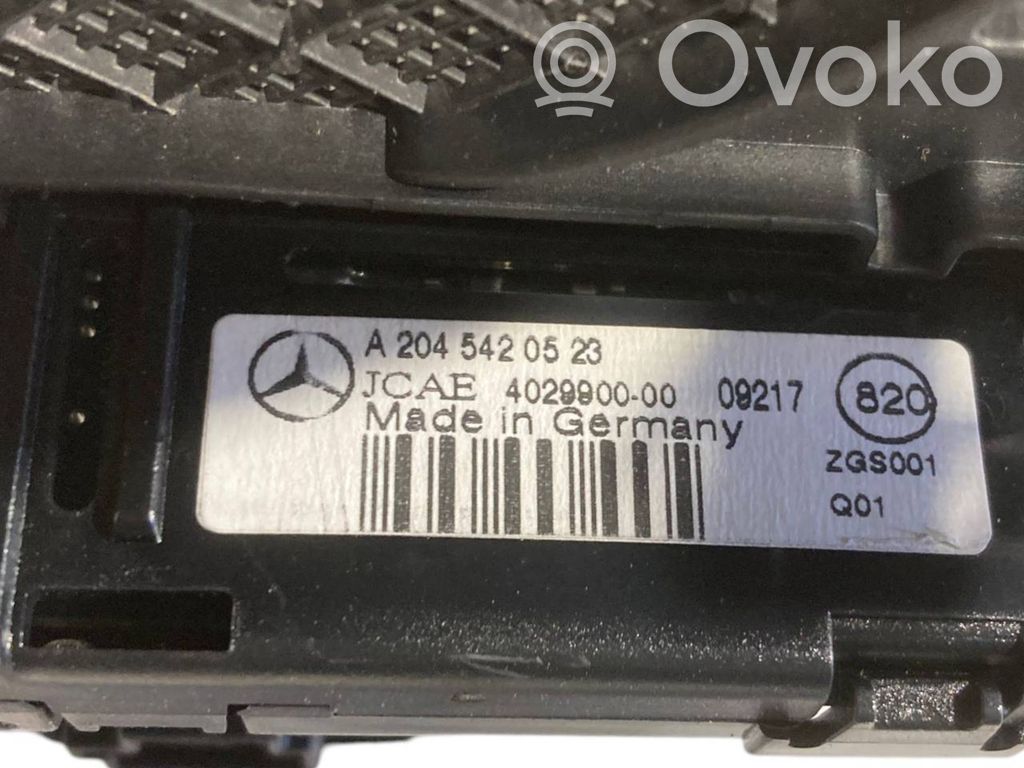 Ovoko
A 204 542 05 23
JCAE 4029900-00 09217 820
Made in Germany
ZGS001
Q01